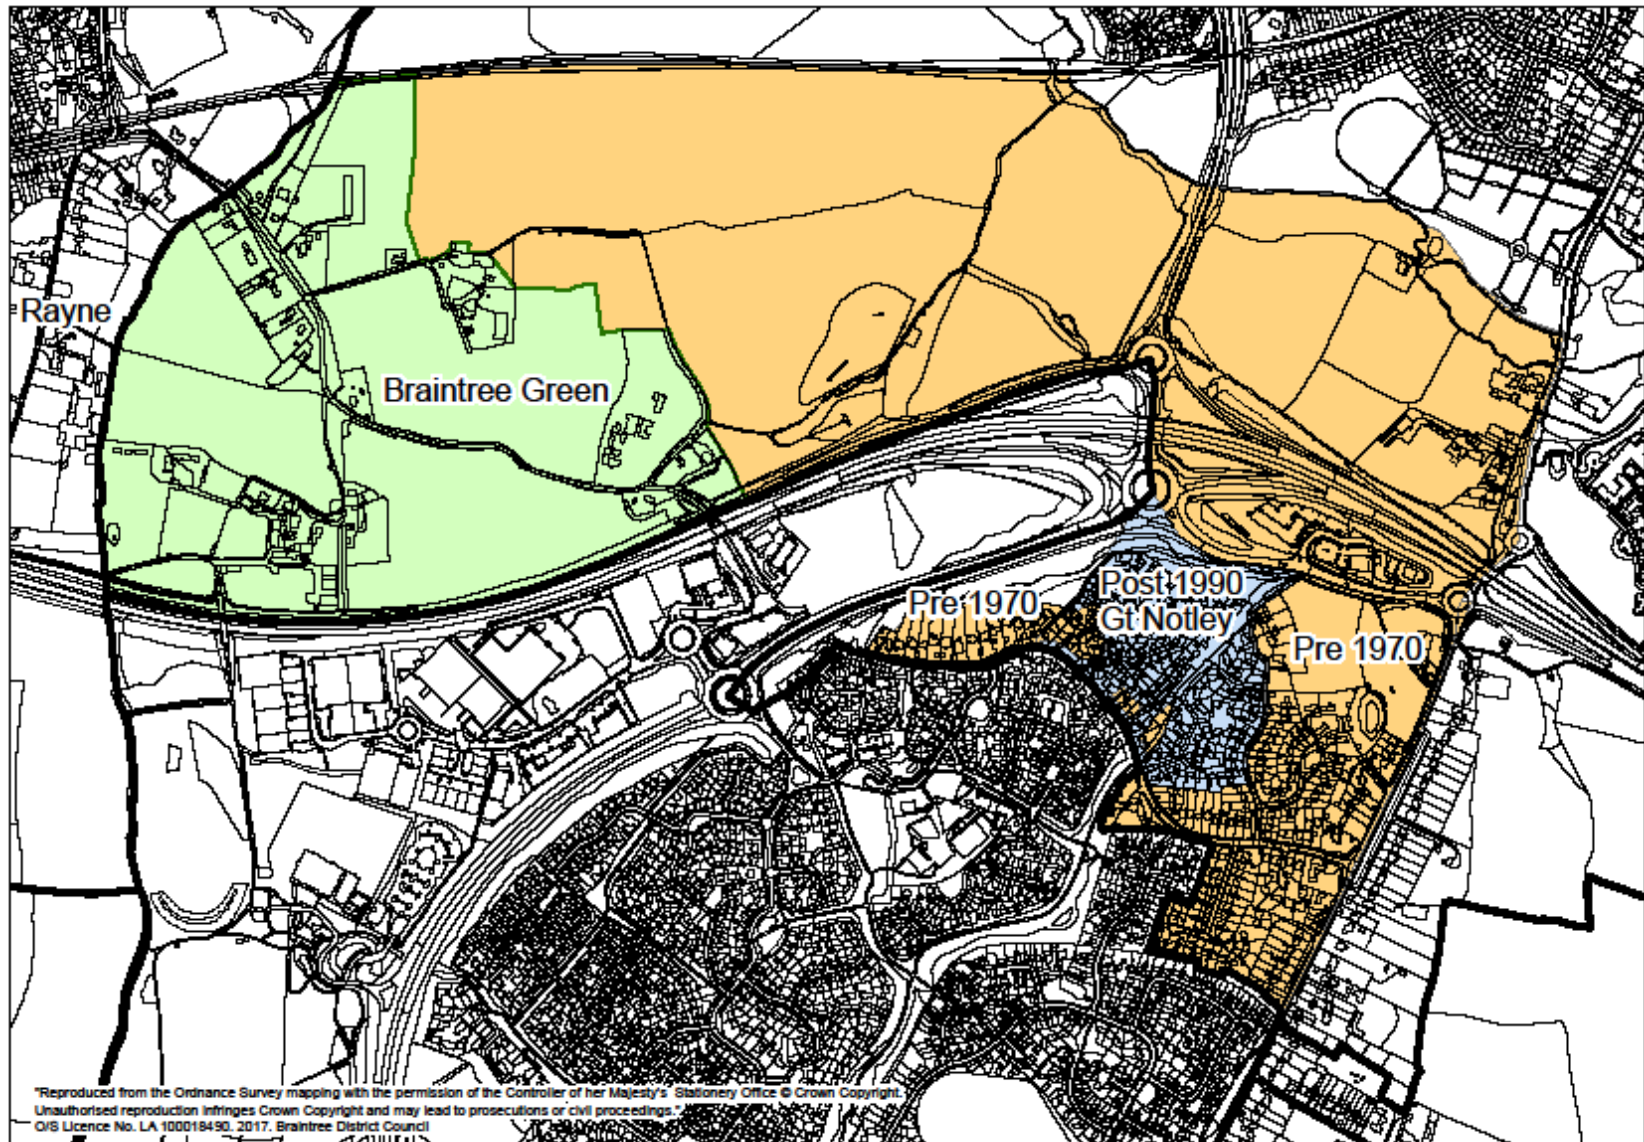 Rayne
Braintree Green
Post 1990
Gt Notley
Pre 1970
Pre 1970
"Reproduced from the Ordnance Survey mapping with the permission of the Controller of her Majesty's Stationery Office © Crown Copyright.
Unauthorised reproduction infringes Crown Copyright and may lead to prosecutions or civil proceedings."
O/S Licence No. LA 100018490. 2017. Braintree District Council